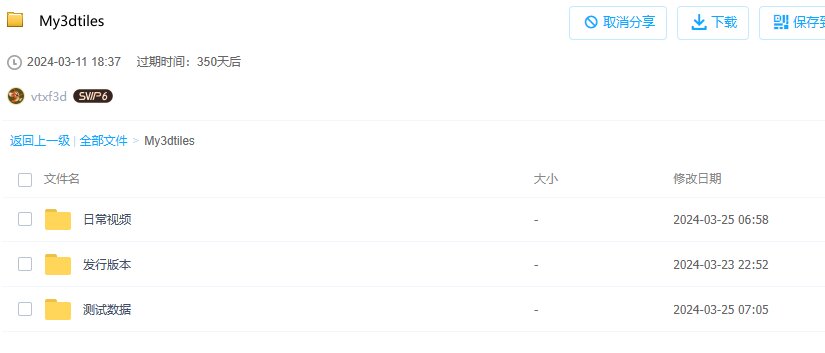 My3dtiles
取消分享 下载 保存到
2024-03-11 18:37 过期时间：350天后
vtxf3d SVIP6
返回上一级 | 全部文件 > My3dtiles
文件名 大小 修改日期
日常视频 - 2024-03-25 06:58
发行版本 - 2024-03-23 22:52
测试数据 - 2024-03-25 07:05